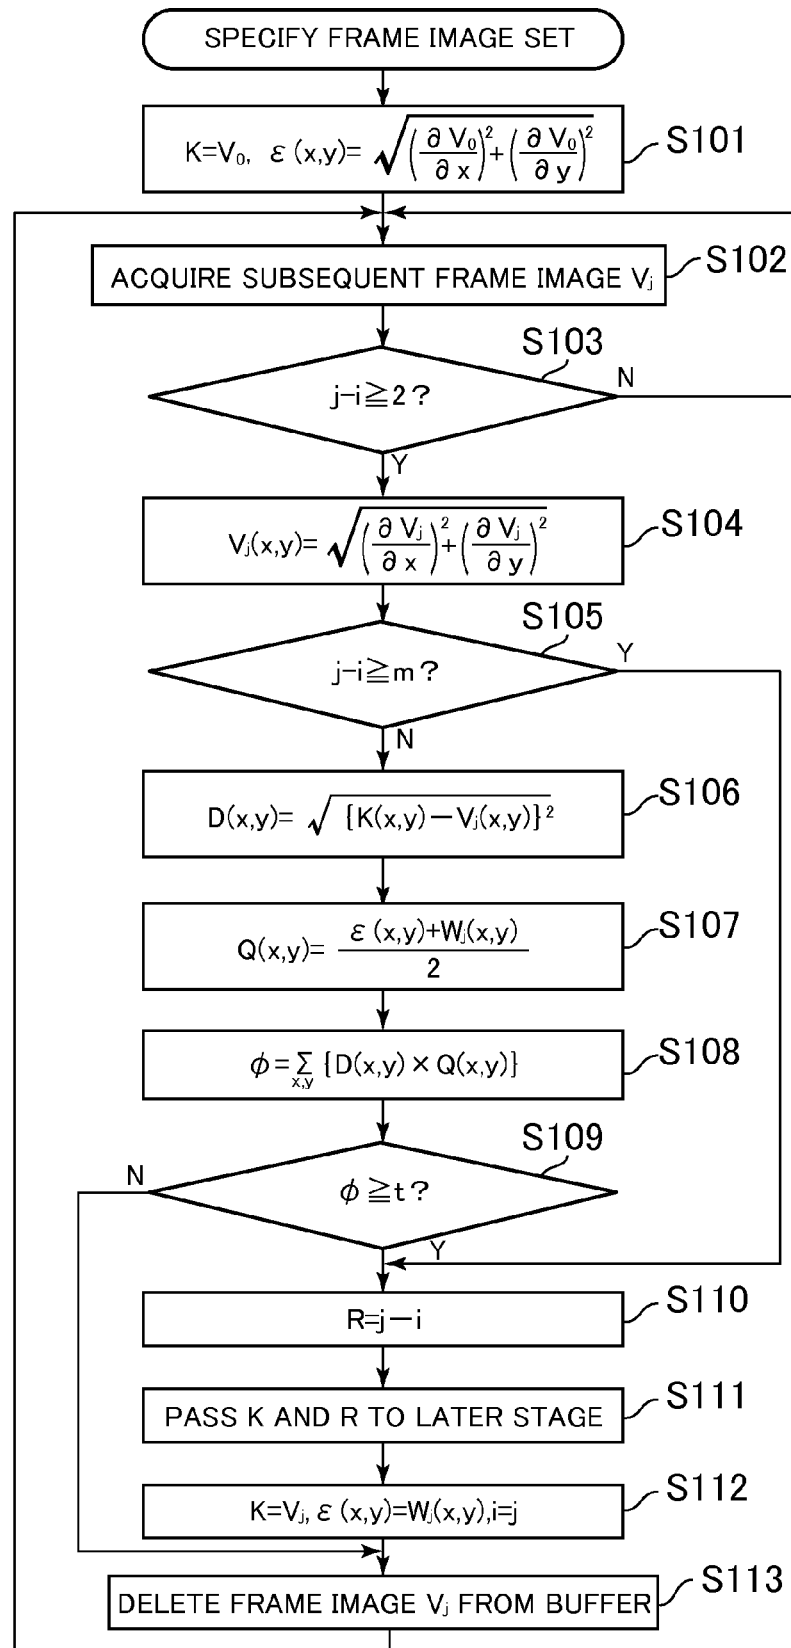 SPECIFY FRAME IMAGE SET
K=V₀, ε(x,y)= √((∂V₀/∂x)²+(∂V₀/∂y)²)
S101
ACQUIRE SUBSEQUENT FRAME IMAGE Vⱼ
S102
S103
j−i≧2?
N
Y
Vⱼ(x,y)= √((∂Vⱼ/∂x)²+(∂Vⱼ/∂y)²)
S104
S105
j−i≧m?
Y
N
D(x,y)= √{K(x,y)−Vⱼ(x,y)}²
S106
Q(x,y)= (ε(x,y)+Wⱼ(x,y))/2
S107
φ=Σx,y {D(x,y)×Q(x,y)}
S108
S109
N
φ≧t?
Y
R=j−i
S110
PASS K AND R TO LATER STAGE
S111
K=Vⱼ, ε(x,y)=Wⱼ(x,y),i=j
S112
DELETE FRAME IMAGE Vⱼ FROM BUFFER
S113